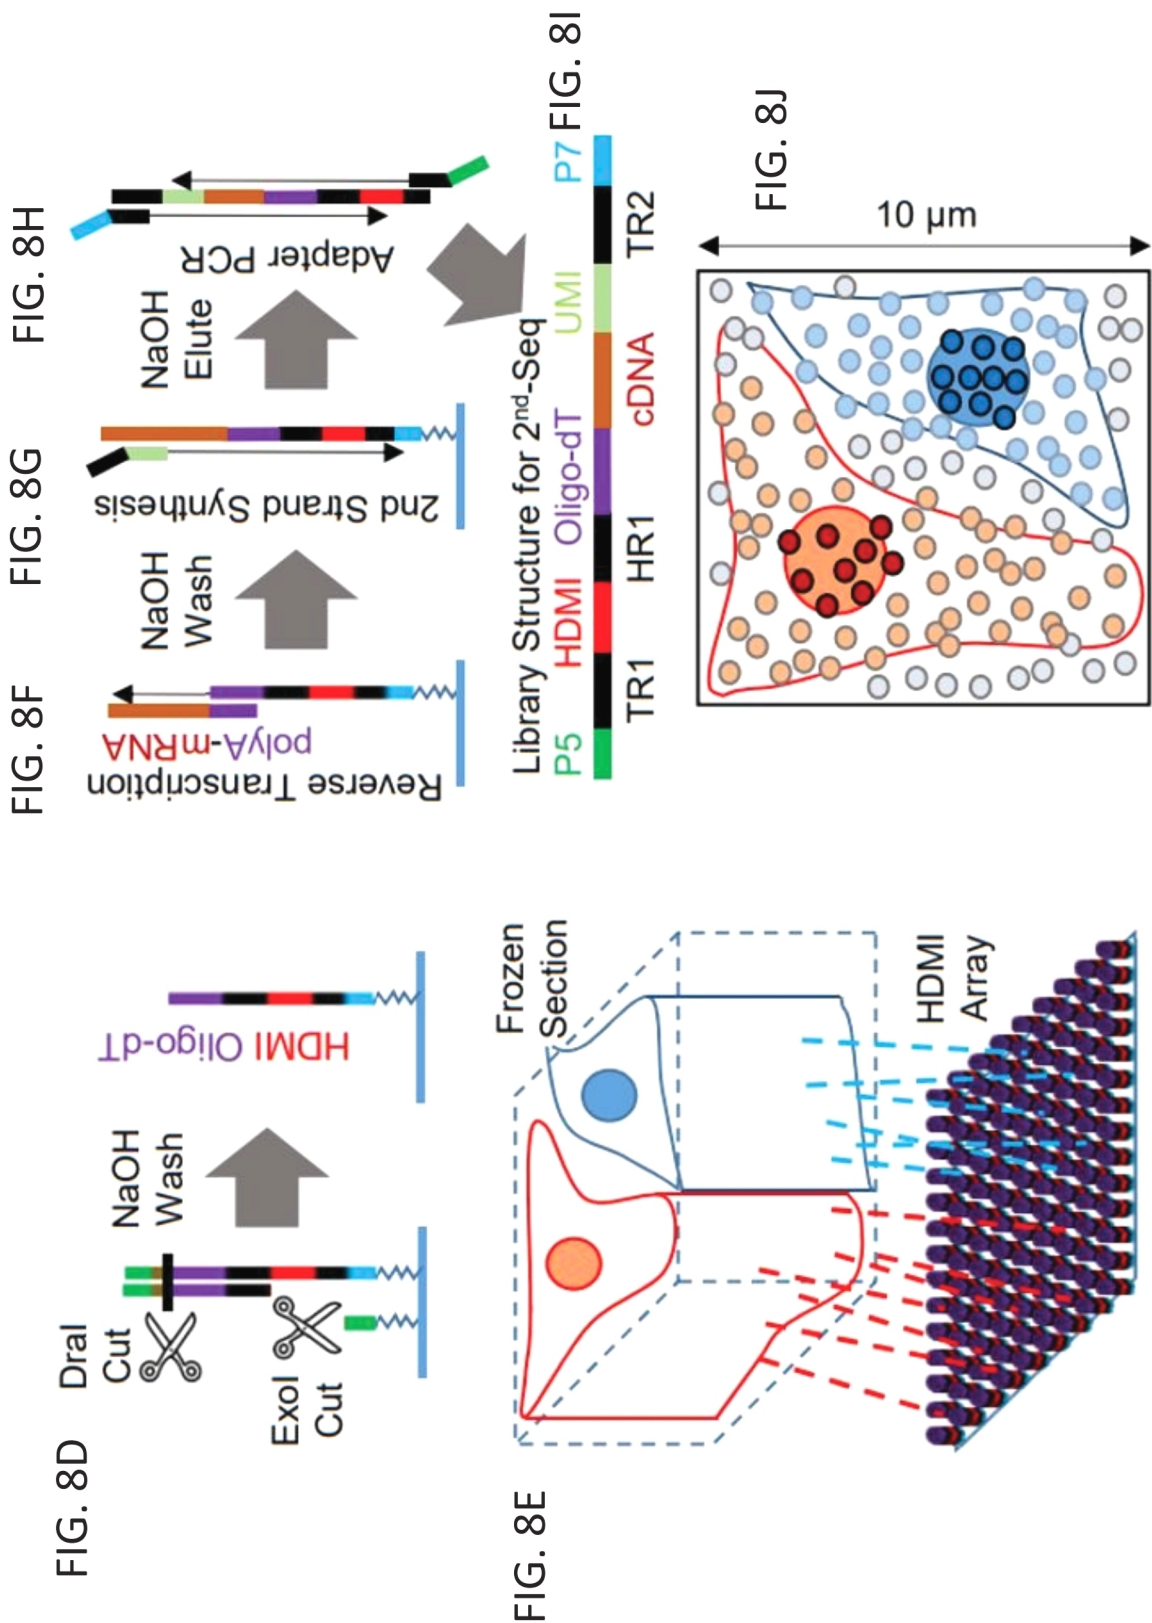 FIG. 8D
DraI
Cut
ExoI
Cut
NaOH
Wash
HDMI Oligo-dT
FIG. 8E
Frozen
Section
HDMI
Array
FIG. 8F
polyA-mRNA
Reverse Transcription
NaOH
Wash
FIG. 8G
2nd Strand Synthesis
NaOH
Elute
FIG. 8H
Adapter PCR
FIG. 8I
Library Structure for 2nd-Seq
P5 HDMI Oligo-dT UMI P7
TR1 HR1 cDNA TR2
FIG. 8J
10 µm